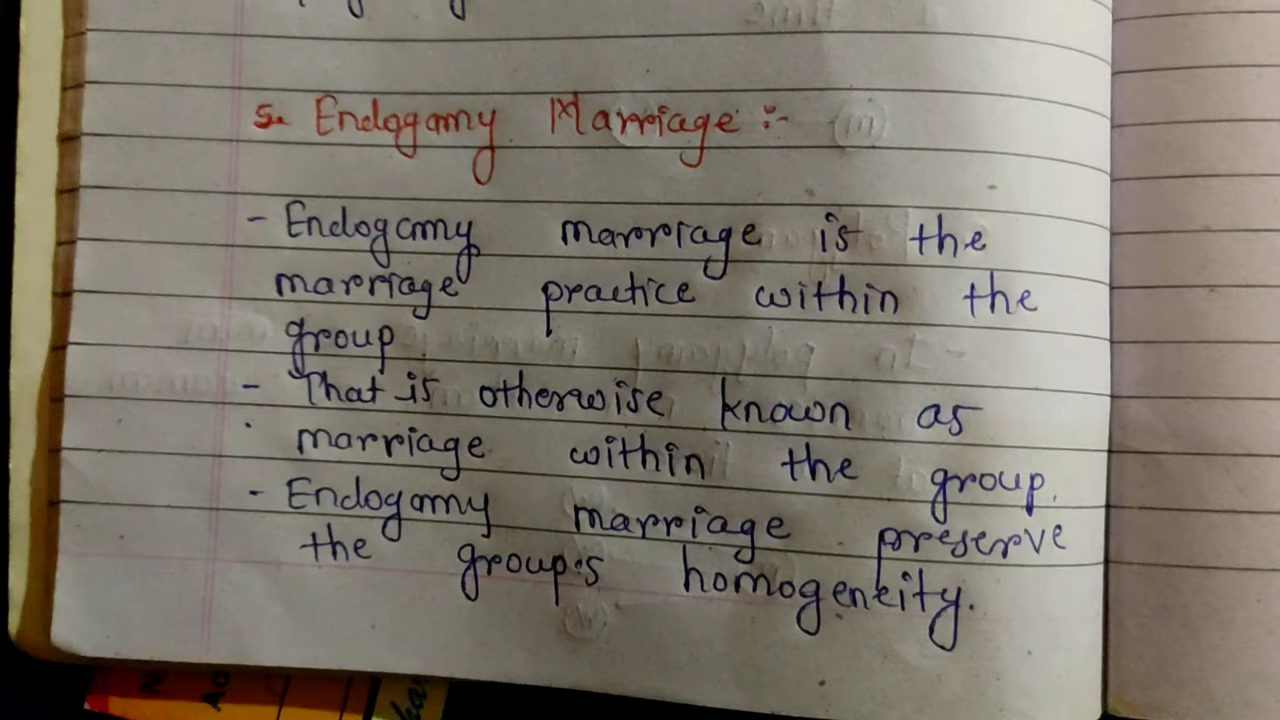 5. Endogamy Marriage :-
- Endogamy marriage is the
marriage practice within the
group
- That is otherwise known as
marriage within the group.
- Endogamy marriage preserve
the group's homogeneity.